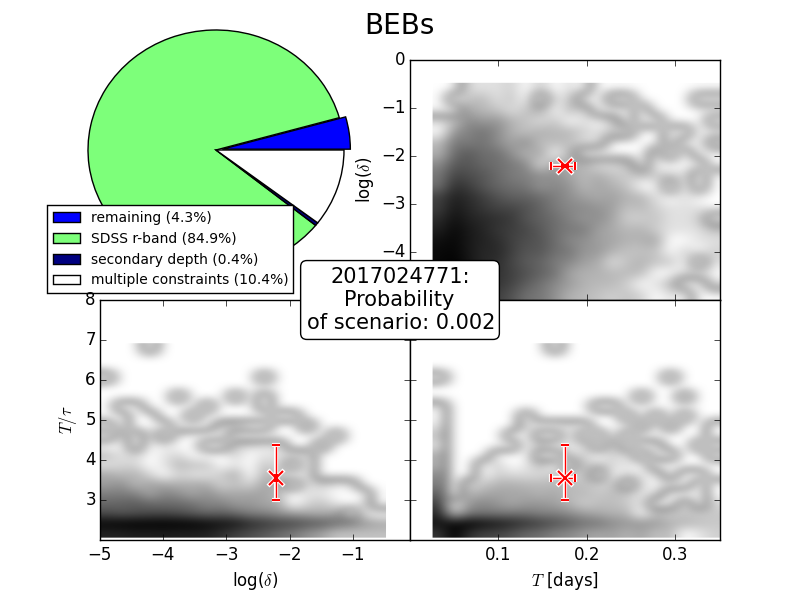 BEBs
remaining (4.3%)
SDSS r-band (84.9%)
secondary depth (0.4%)
multiple constraints (10.4%)
0
−1
−2
−3
−4
log(δ)
2017024771:
Probability
of scenario: 0.002
8
7
6
5
4
3
T/τ
−5 −4 −3 −2 −1
log(δ)
0.1 0.2 0.3
T [days]